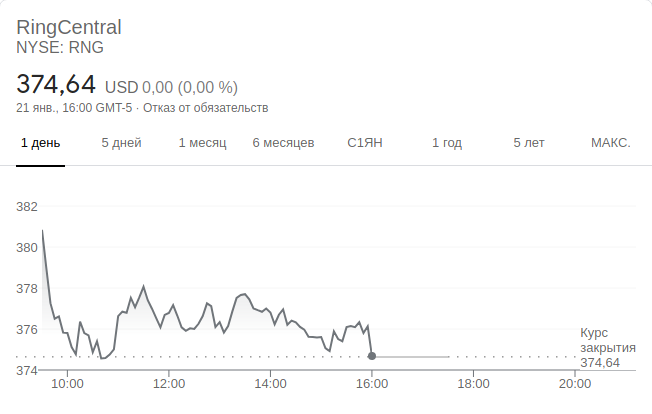 RingCentral
NYSE: RNG
374,64 USD 0,00 (0,00 %)
21 янв., 16:00 GMT-5 · Отказ от обязательств
1 день 5 дней 1 месяц 6 месяцев С1ЯН 1 год 5 лет МАКС.
382
380
378
376
374
Курс
закрытия
374,64
10:00 12:00 14:00 16:00 18:00 20:00